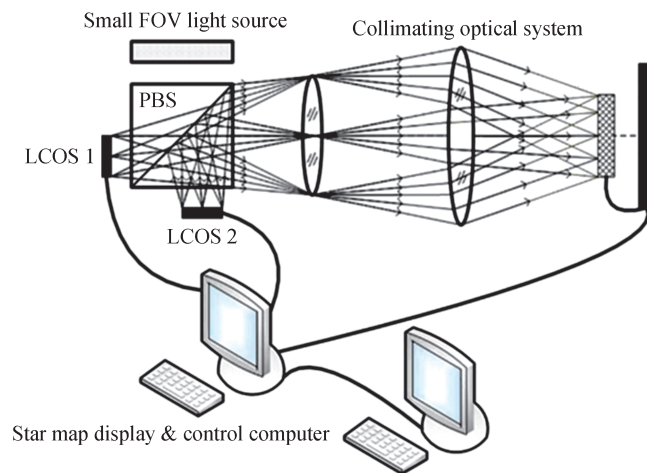 Small FOV light source
Collimating optical system
PBS
LCOS 1
LCOS 2
Star map display & control computer